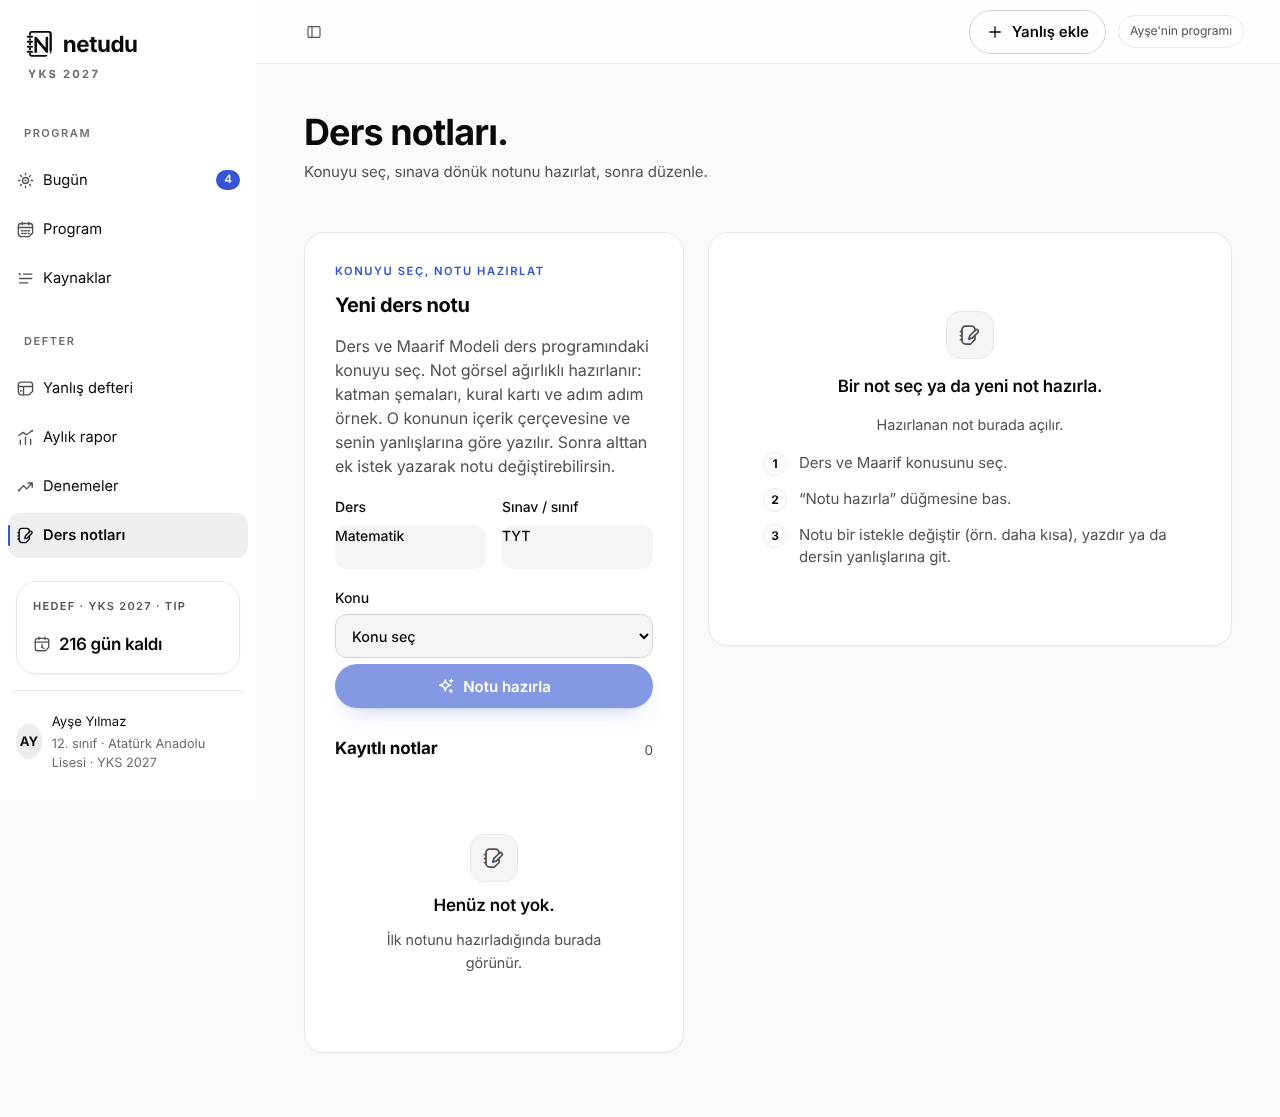 netudu
YKS 2027
PROGRAM
Bugün
4
Program
Kaynaklar
DEFTER
Yanlış defteri
Aylık rapor
Denemeler
Ders notları
HEDEF · YKS 2027 · TIP
216 gün kaldı
AY
Ayşe Yılmaz
12. sınıf · Atatürk Anadolu
Lisesi · YKS 2027
Yanlış ekle
Ayşe'nin programı
Ders notları.
Konuyu seç, sınava dönük notunu hazırlat, sonra düzenle.
KONUYU SEÇ, NOTU HAZIRLAT
Yeni ders notu
Ders ve Maarif Modeli ders programındaki
konuyu seç. Not görsel ağırlıklı hazırlanır:
katman şemaları, kural kartı ve adım adım
örnek. O konunun içerik çerçevesine ve
senin yanlışlarına göre yazılır. Sonra alttan
ek istek yazarak notu değiştirebilirsin.
Ders
Sınav / sınıf
Matematik
TYT
Konu
Konu seç
Notu hazırla
Kayıtlı notlar
0
Henüz not yok.
İlk notunu hazırladığında burada
görünür.
Bir not seç ya da yeni not hazırla.
Hazırlanan not burada açılır.
1 Ders ve Maarif konusunu seç.
2 “Notu hazırla” düğmesine bas.
3 Notu bir istekle değiştir (örn. daha kısa), yazdır ya da
dersin yanlışlarına git.